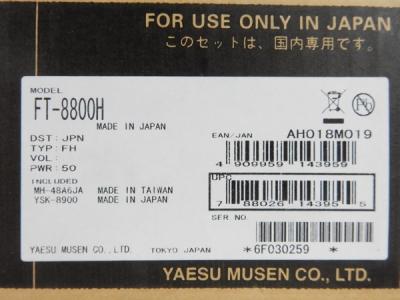 FOR USE ONLY IN JAPAN
このセットは、国内専用です。
MODEL
FT-8800H
MADE IN JAPAN
DST: JPN
TYP: FH
VOL:
PWR: 50
INCLUDED
MH-48A6JA MADE IN TAIWAN
YSK-8900 MADE IN JAPAN
YAESU MUSEN CO., LTD. TOKYO JAPAN
Pb
EAN/JAN AH018M019
4 909959 143959
UPC
7 88026 14395 5
SER NO.
*6F030259 *
YAESU MUSEN CO., LTD.